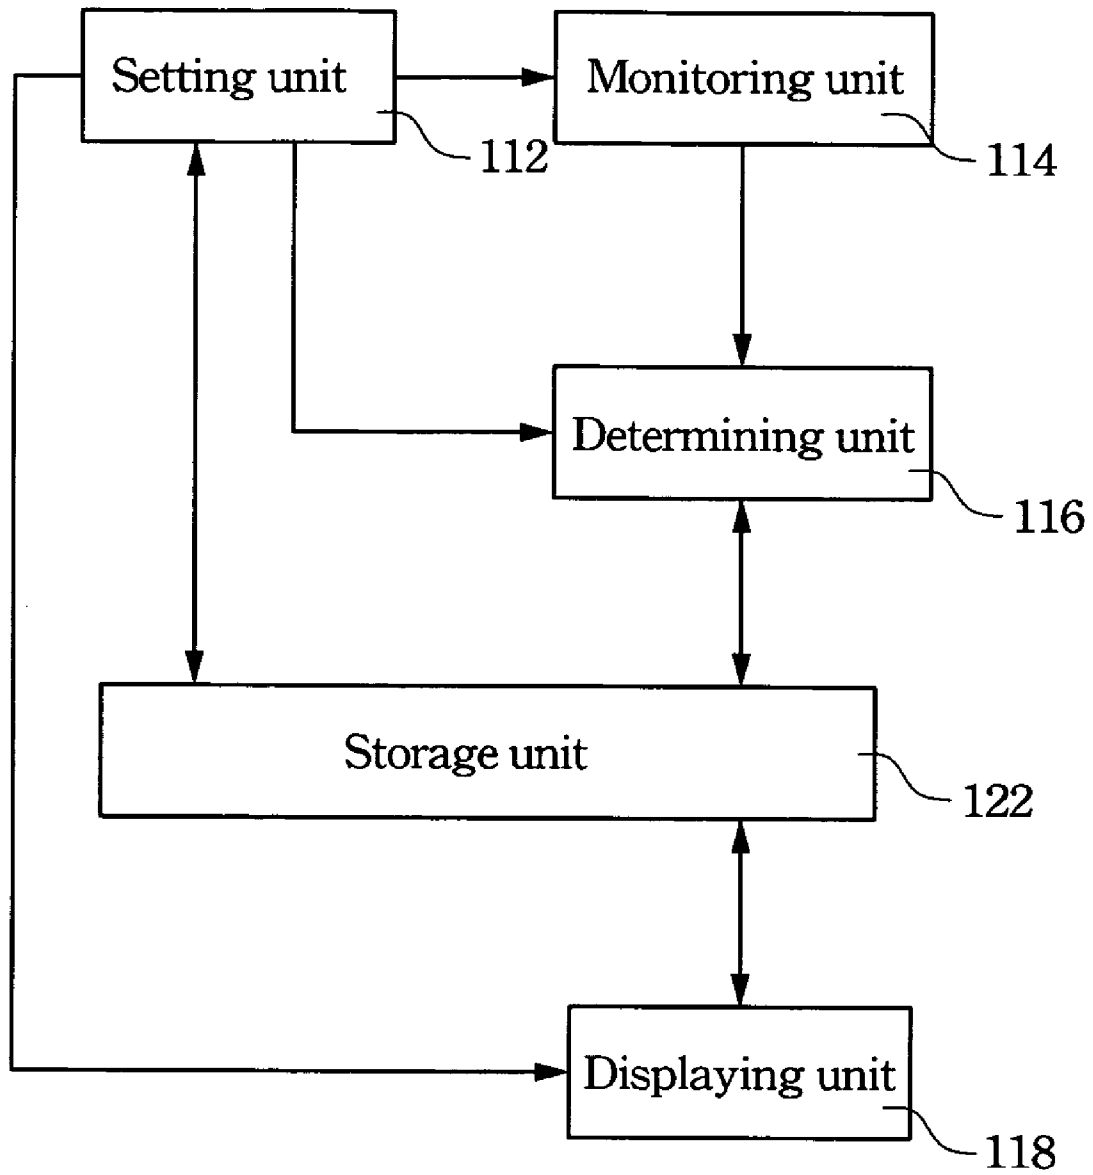 Setting unit
112
Monitoring unit
114
Determining unit
116
Storage unit
122
Displaying unit
118